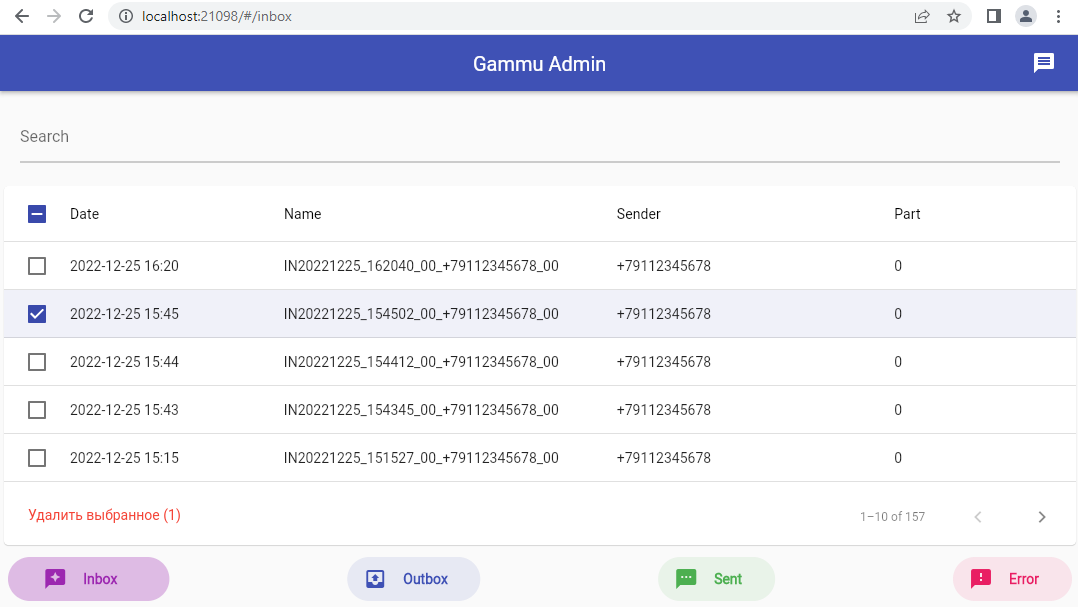 localhost:21098/#/inbox
Gammu Admin
Search
Date Name Sender Part
2022-12-25 16:20 IN20221225_162040_00_+79112345678_00 +79112345678 0
2022-12-25 15:45 IN20221225_154502_00_+79112345678_00 +79112345678 0
2022-12-25 15:44 IN20221225_154412_00_+79112345678_00 +79112345678 0
2022-12-25 15:43 IN20221225_154345_00_+79112345678_00 +79112345678 0
2022-12-25 15:15 IN20221225_151527_00_+79112345678_00 +79112345678 0
Удалить выбранное (1) 1–10 of 157
Inbox Outbox Sent Error